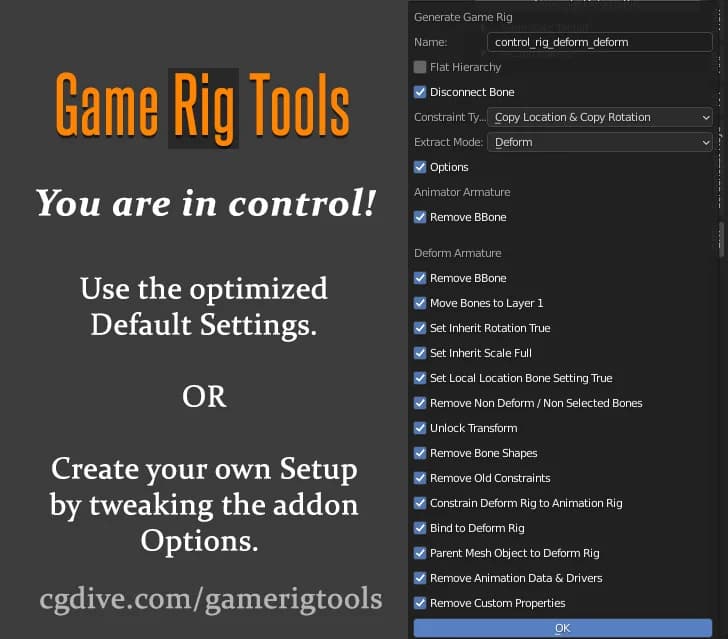 Game Rig Tools
You are in control!
Use the optimized
Default Settings.
OR
Create your own Setup
by tweaking the addon
Options.
cgdive.com/gamerigtools
Generate Game Rig
Name: control_rig_deform_deform
Flat Hierarchy
Disconnect Bone
Constraint Ty... Copy Location & Copy Rotation
Extract Mode: Deform
Options
Animator Armature
Remove BBone
Deform Armature
Remove BBone
Move Bones to Layer 1
Set Inherit Rotation True
Set Inherit Scale Full
Set Local Location Bone Setting True
Remove Non Deform / Non Selected Bones
Unlock Transform
Remove Bone Shapes
Remove Old Constraints
Constrain Deform Rig to Animation Rig
Bind to Deform Rig
Parent Mesh Object to Deform Rig
Remove Animation Data & Drivers
Remove Custom Properties
OK